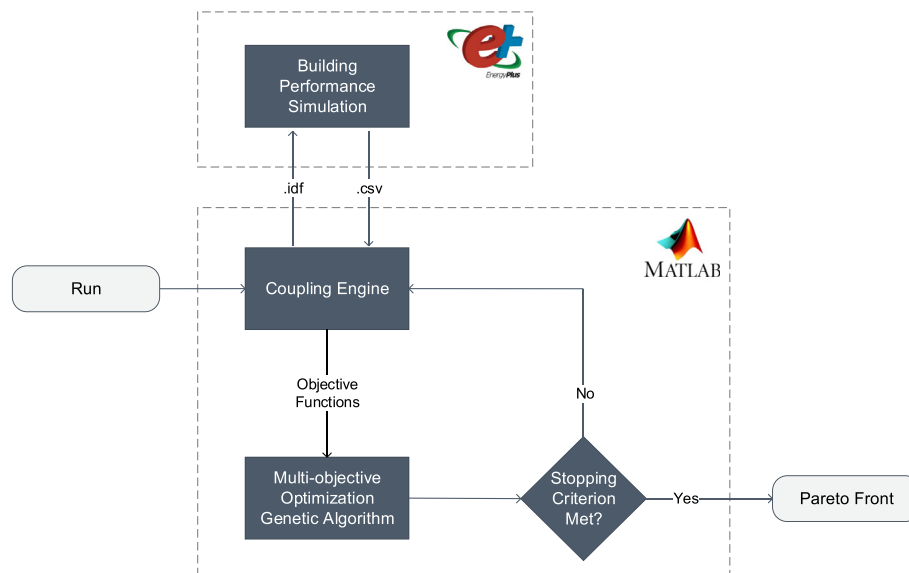 Building
Performance
Simulation
e+
EnergyPlus
.idf
.csv
MATLAB
Run
Coupling Engine
Objective
Functions
No
Multi-objective
Optimization
Genetic Algorithm
Stopping
Criterion
Met?
Yes
Pareto Front